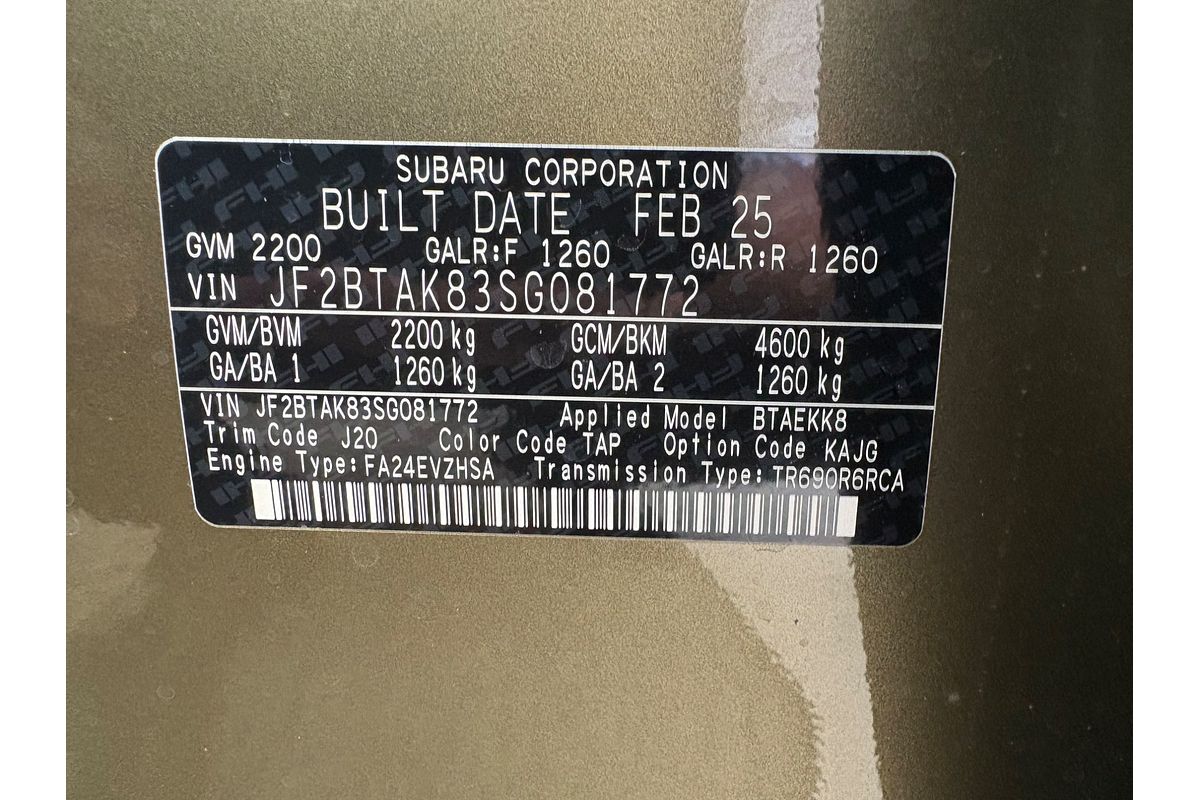 SUBARU CORPORATION
BUILT DATE FEB 25
GVM 2200 GALR:F 1260 GALR:R 1260
VIN JF2BTAK83SG081772
GVM/BVM 2200 kg GCM/BKM 4600 kg
GA/BA 1 1260 kg GA/BA 2 1260 kg
VIN JF2BTAK83SG081772 Applied Model BTAEKK8
Trim Code J20 Color Code TAP Option Code KAJG
Engine Type: FA24EVZHSA Transmission Type: TR690R6RCA